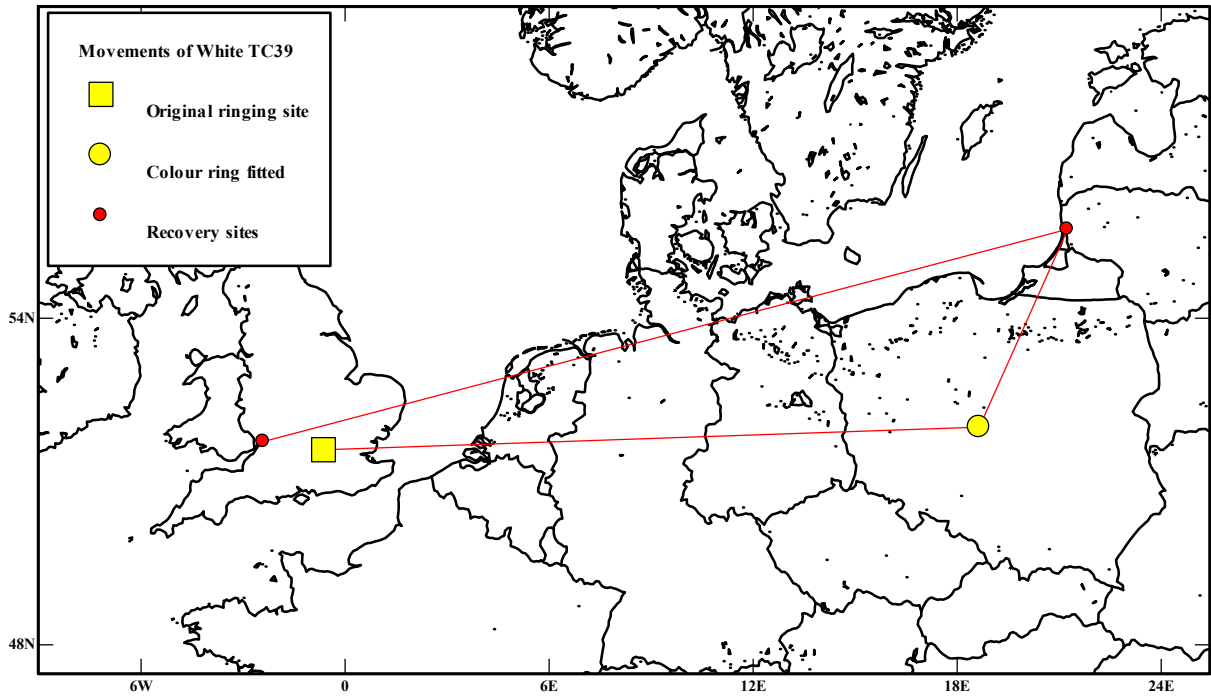 Movements of White TC39
Original ringing site
Colour ring fitted
Recovery sites
54N
48N
6W 0 6E 12E 18E 24E